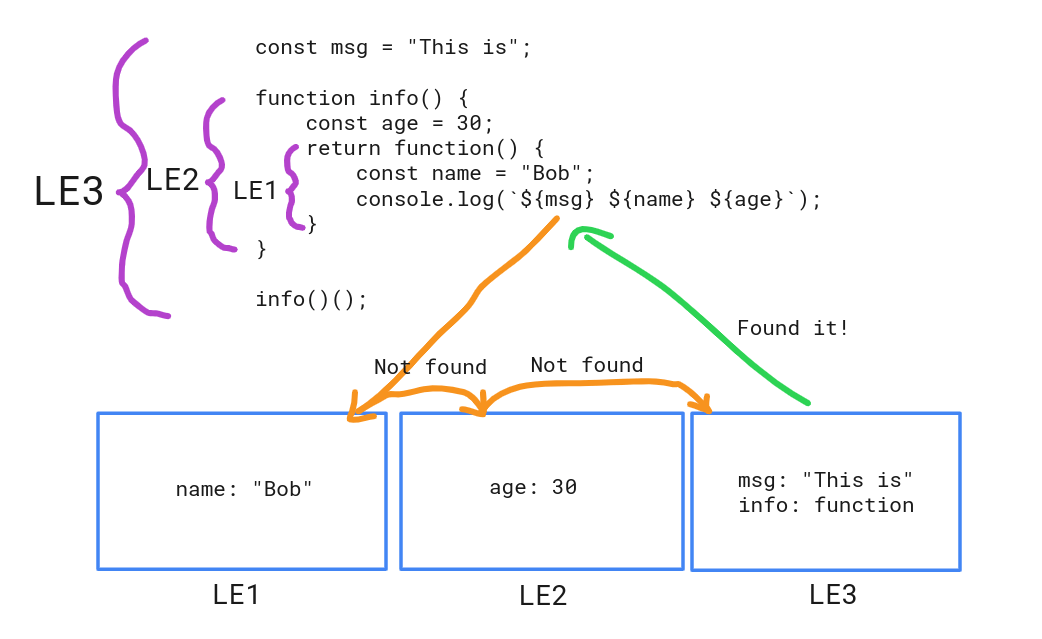 const msg = "This is";
function info() {
const age = 30;
return function() {
const name = "Bob";
console.log(`${msg} ${name} ${age}`);
}
}
info()();
LE3
LE2
LE1
Found it!
Not found
Not found
name: "Bob"
age: 30
msg: "This is"
info: function
LE1
LE2
LE3